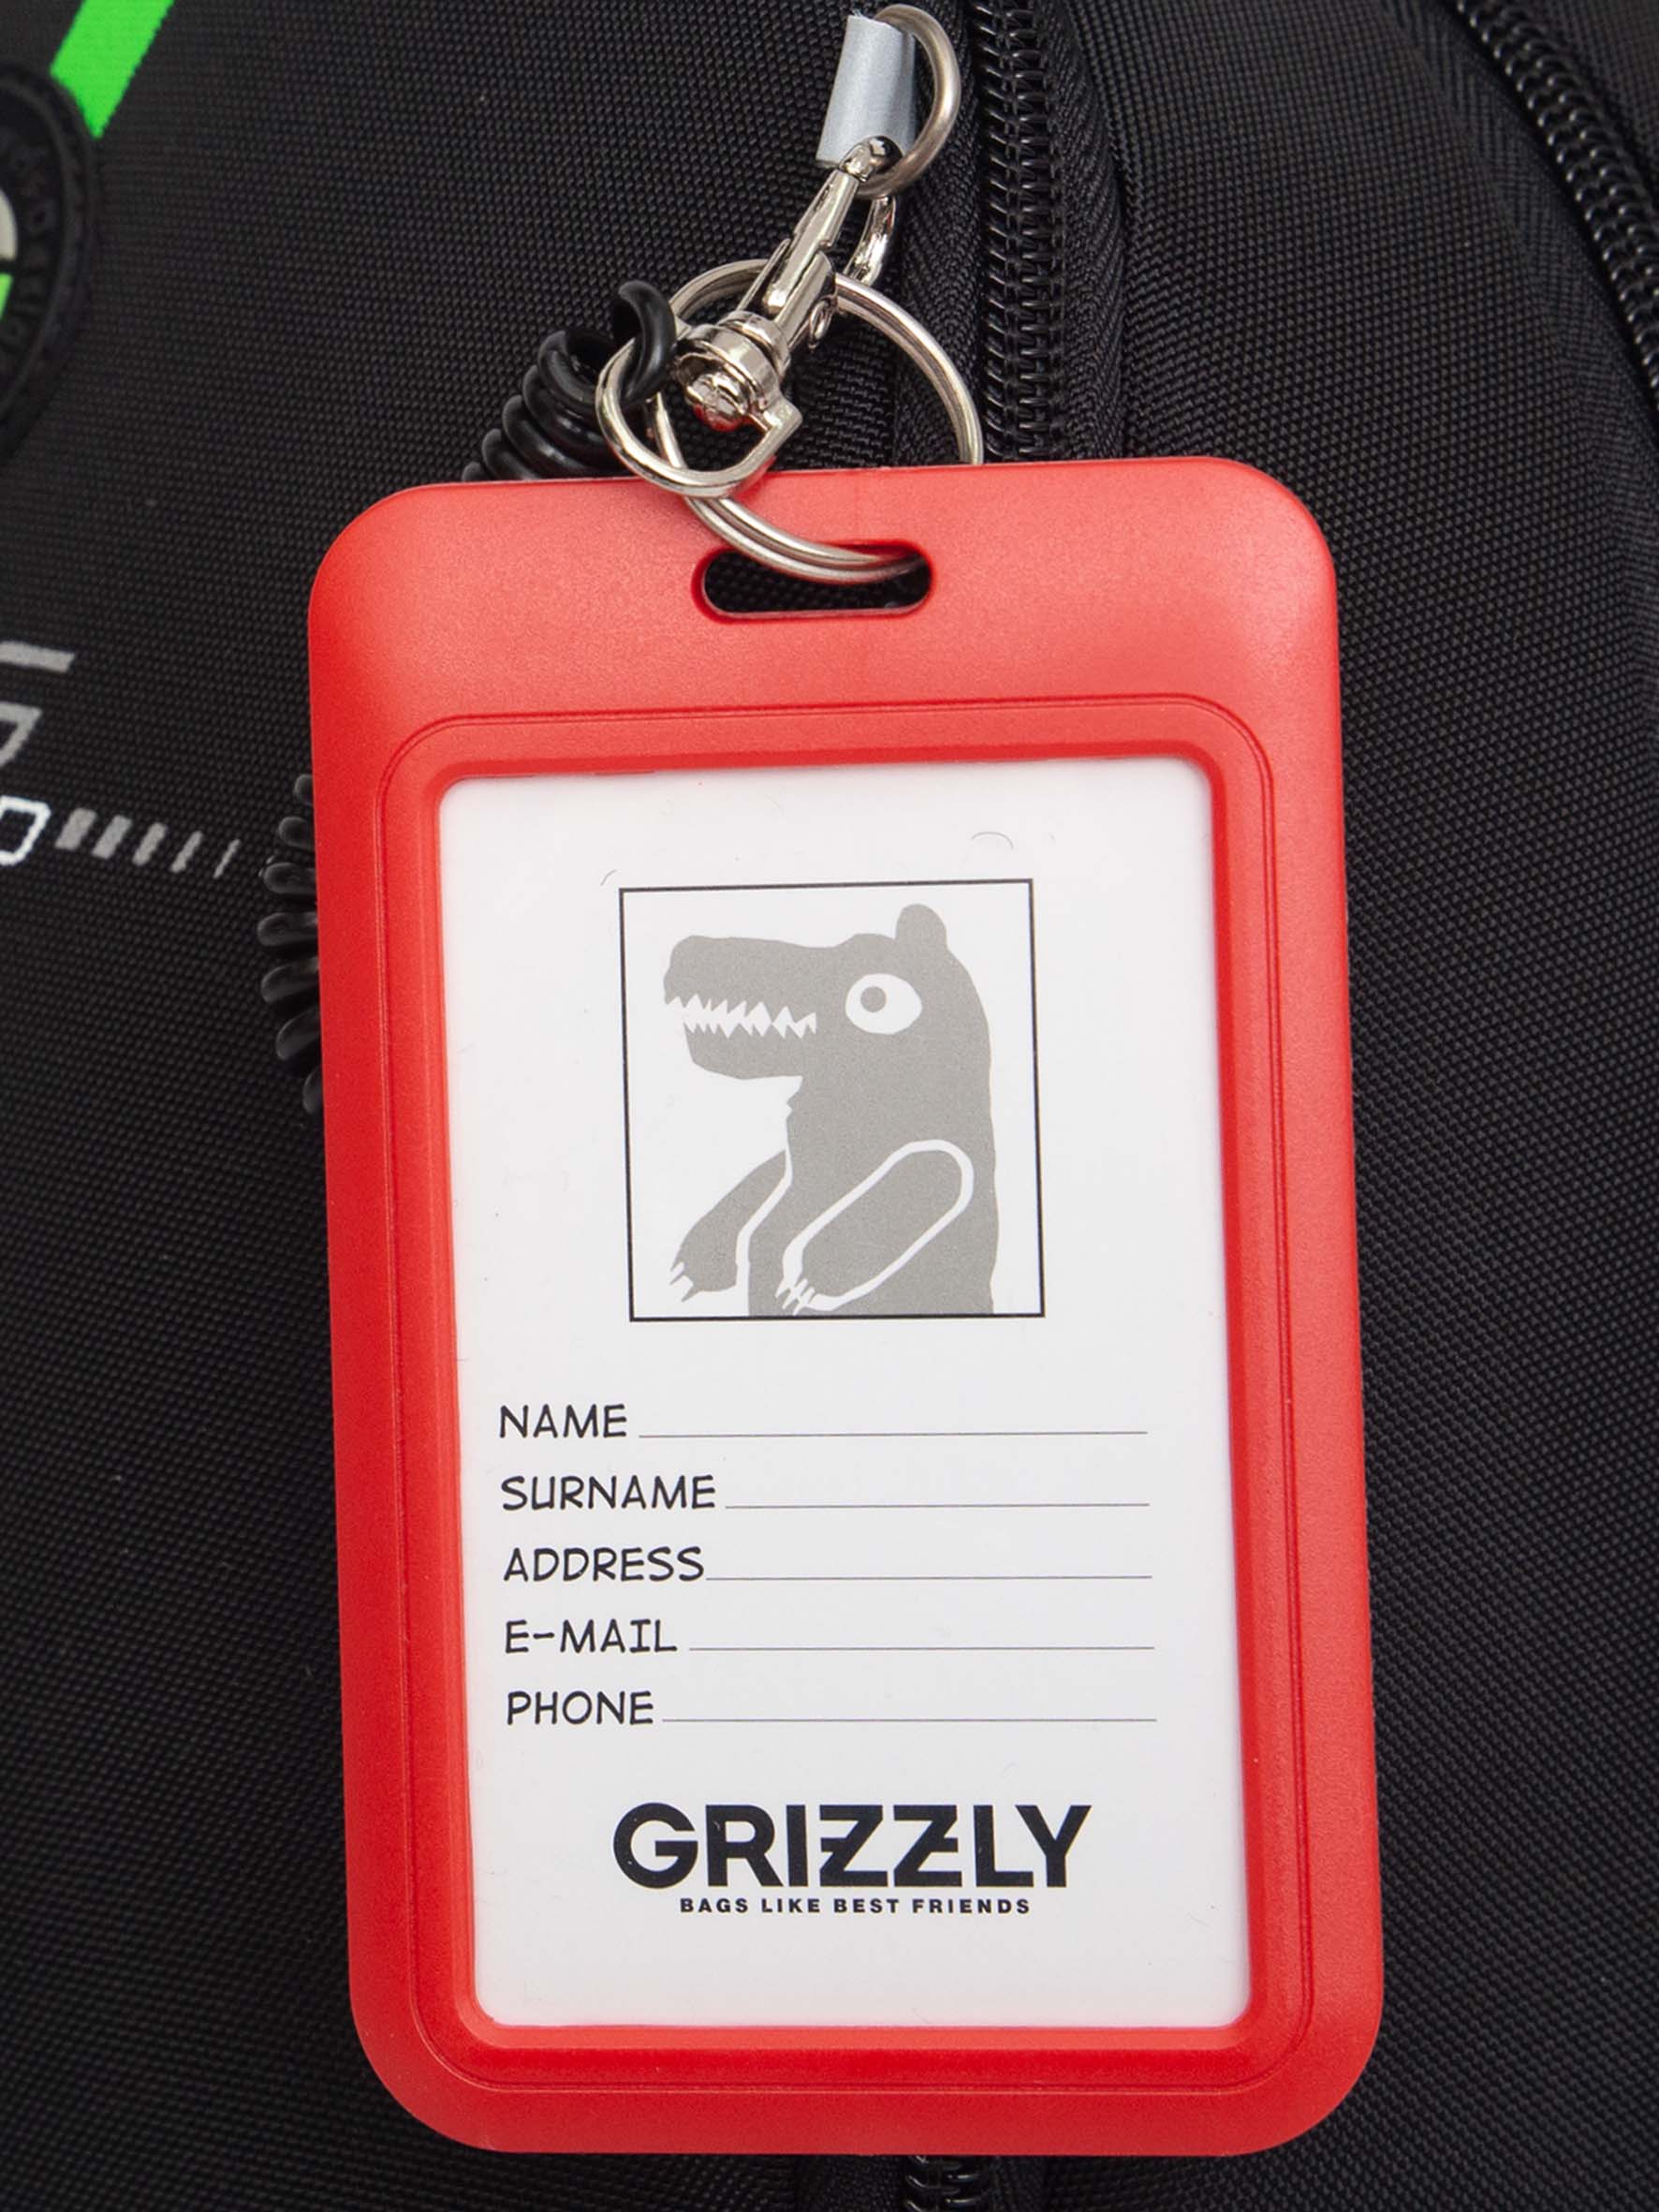 NAME
SURNAME
ADDRESS
E-MAIL
PHONE
GRIZZLY
BAGS LIKE BEST FRIENDS